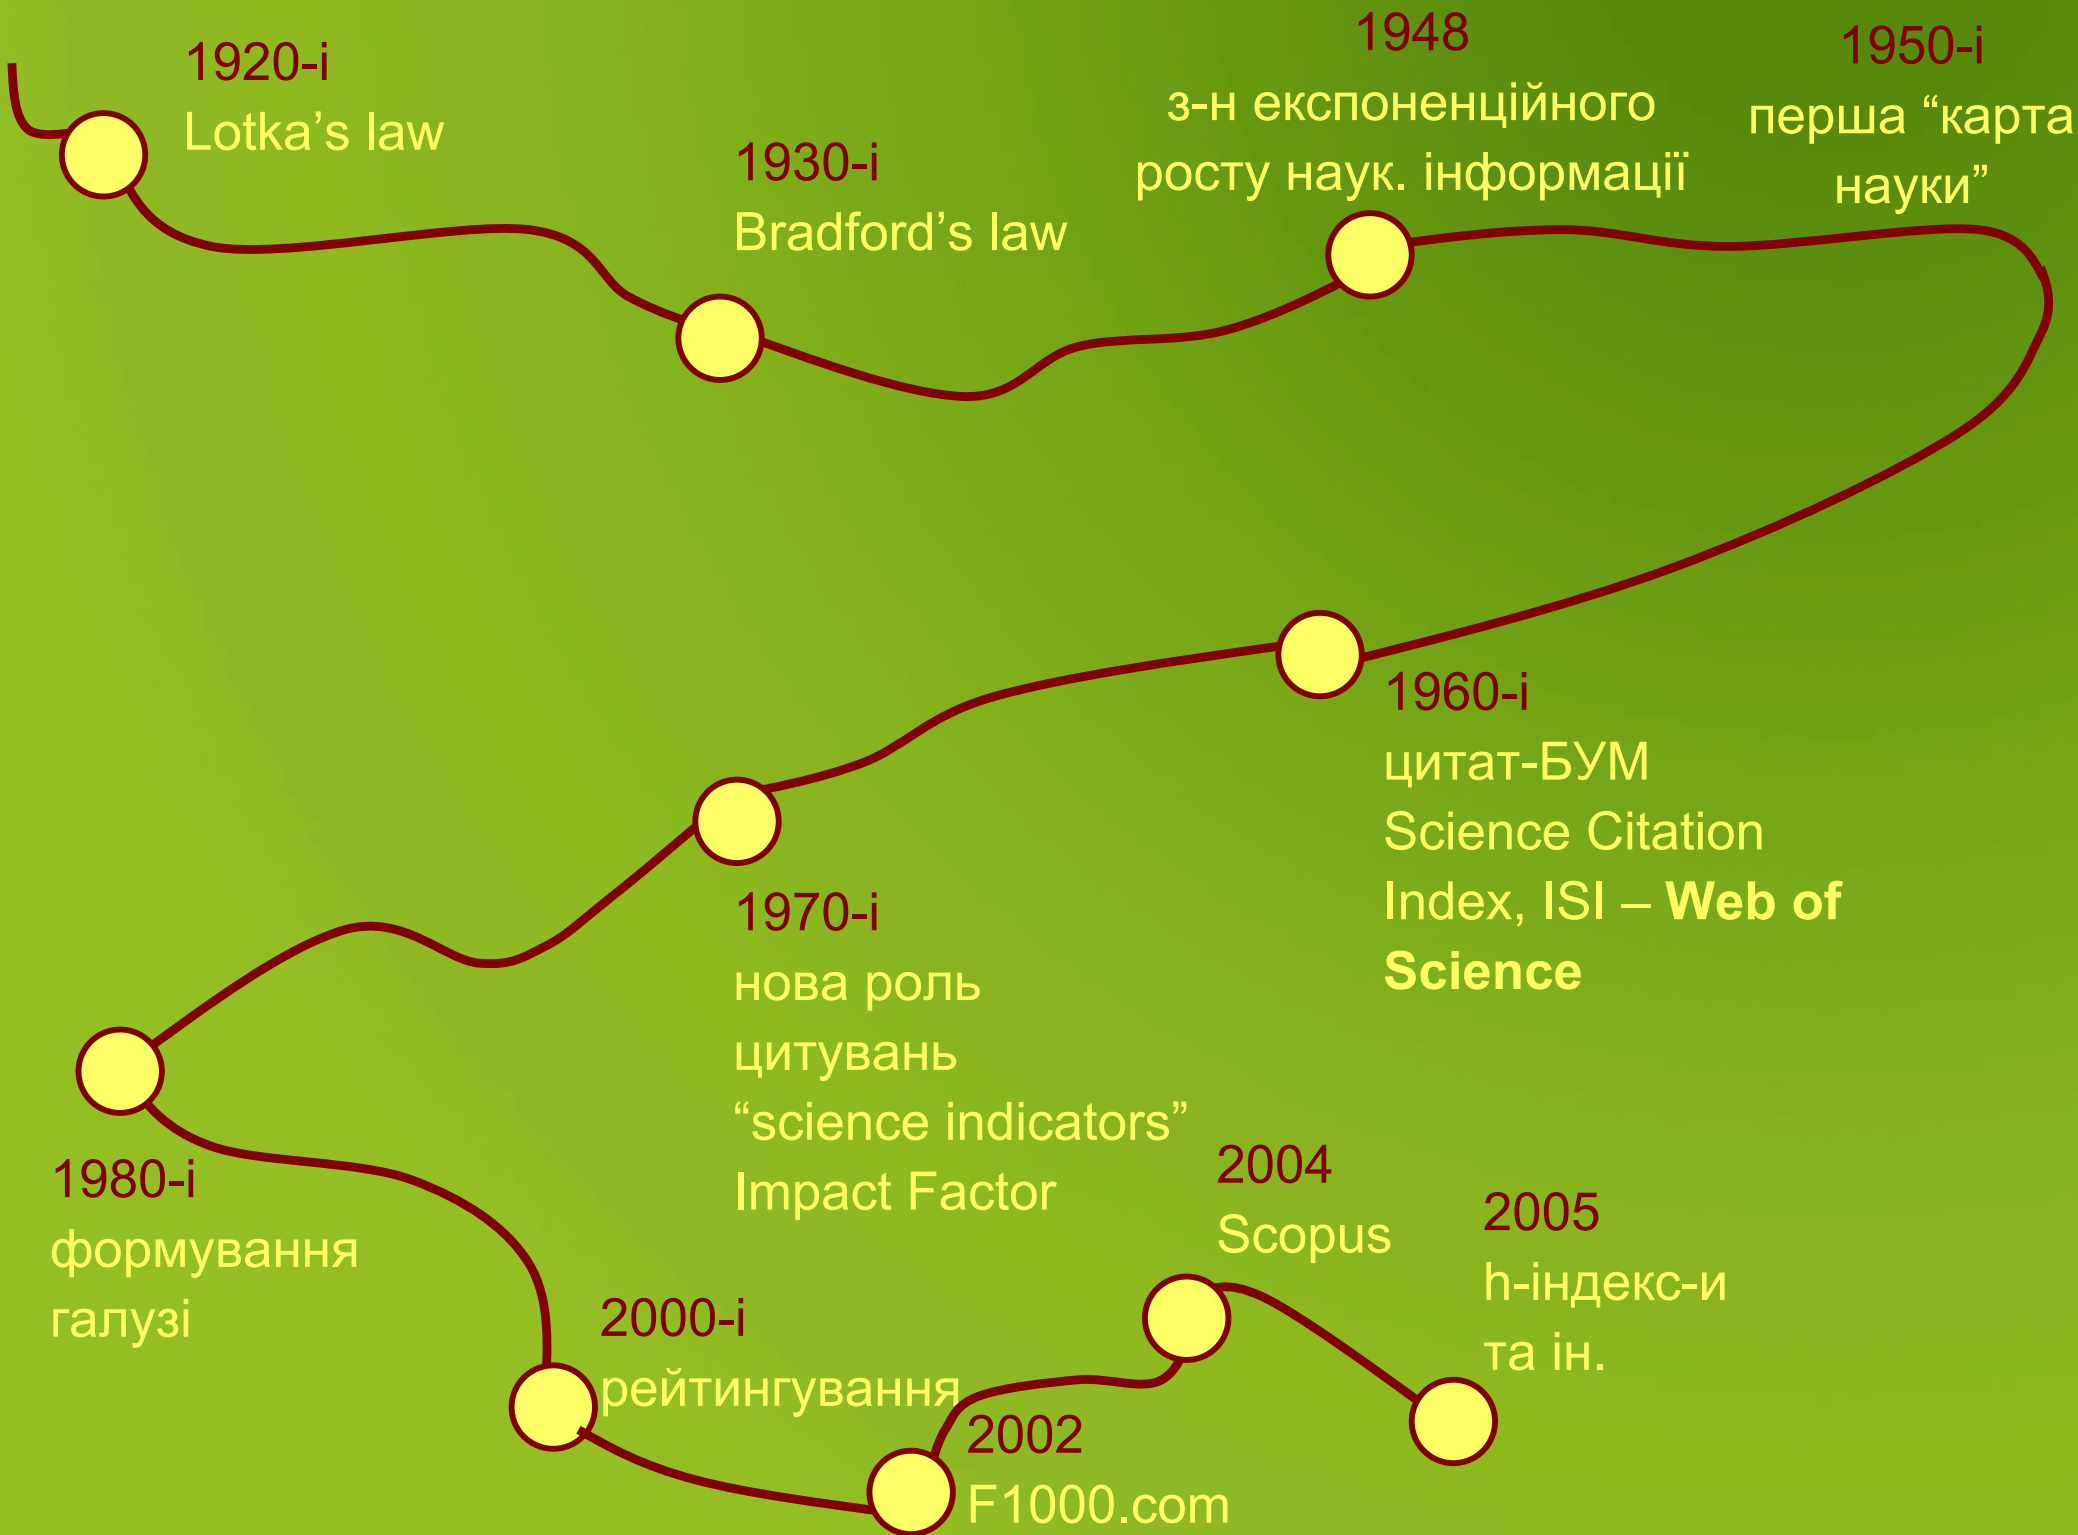 1920-і
Lotka’s law
1930-і
Bradford’s law
1948
з-н експоненційного
росту наук. інформації
1950-і
перша “карта
науки”
1960-і
цитат-БУМ
Science Citation
Index, ISI – Web of
Science
1970-і
нова роль
цитувань
“science indicators”
Impact Factor
1980-і
формування
галузі
2000-і
рейтингування
2002
F1000.com
2004
Scopus
2005
h-індекс-и
та ін.